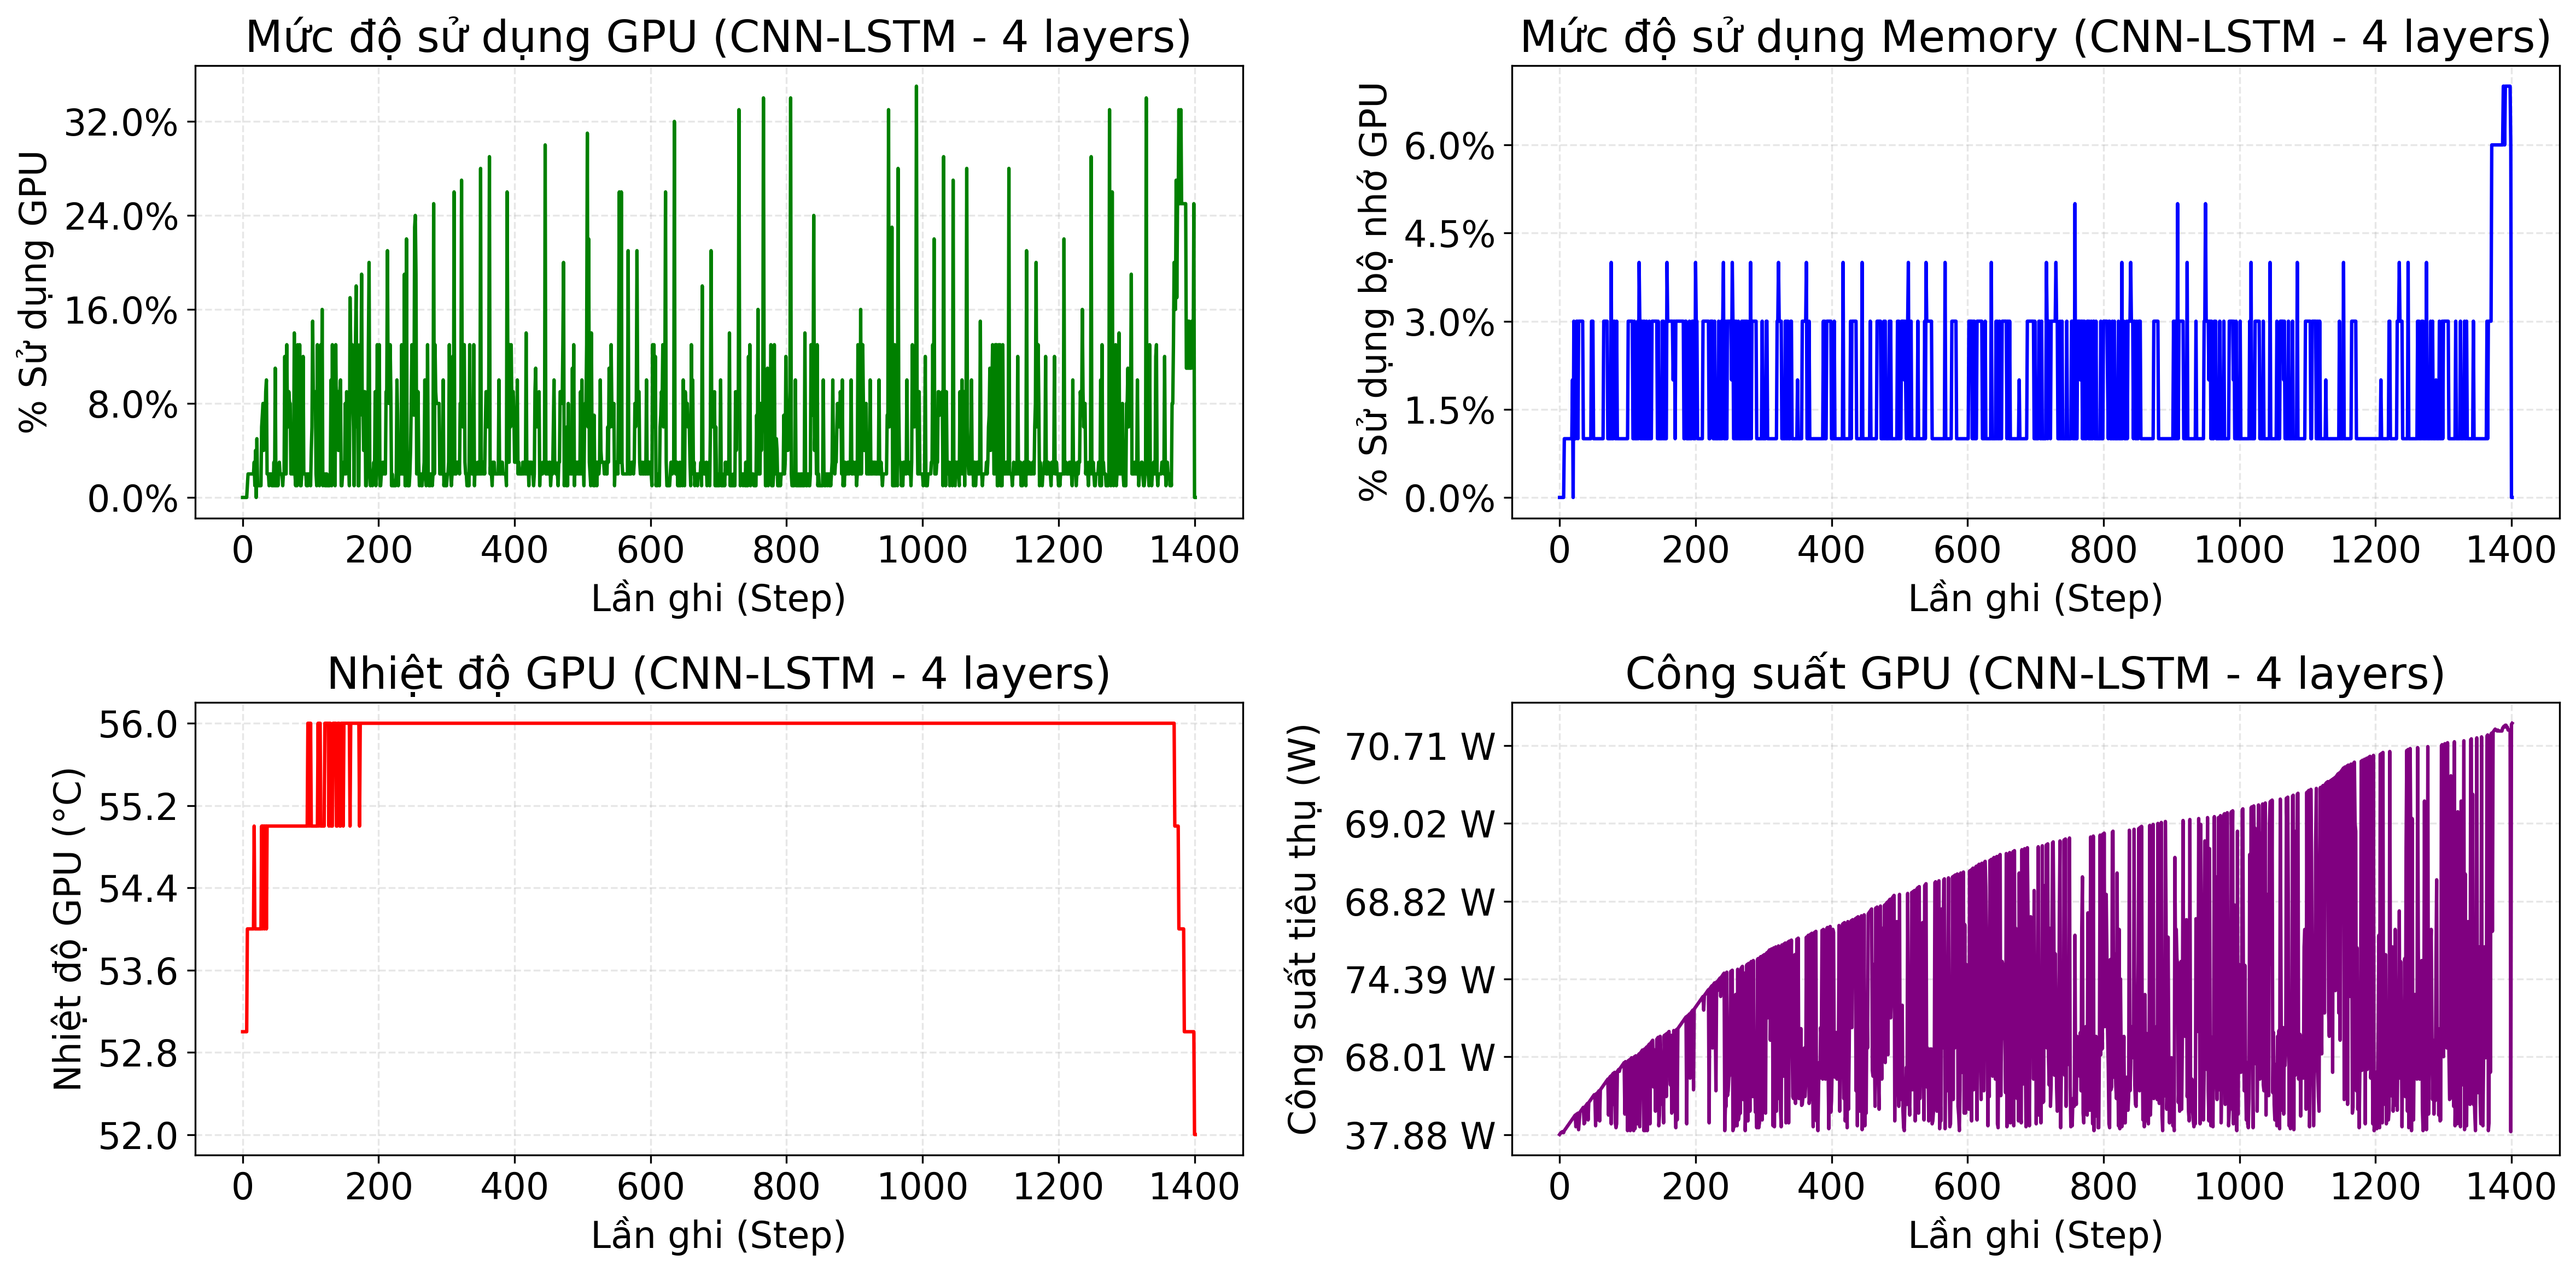 Mức độ sử dụng GPU (CNN-LSTM - 4 layers)
% Sử dụng GPU
32.0%
24.0%
16.0%
8.0%
0.0%
0 200 400 600 800 1000 1200 1400
Lần ghi (Step)
Mức độ sử dụng Memory (CNN-LSTM - 4 layers)
% Sử dụng bộ nhớ GPU
6.0%
4.5%
3.0%
1.5%
0.0%
0 200 400 600 800 1000 1200 1400
Lần ghi (Step)
Nhiệt độ GPU (CNN-LSTM - 4 layers)
Nhiệt độ GPU (°C)
56.0
55.2
54.4
53.6
52.8
52.0
0 200 400 600 800 1000 1200 1400
Lần ghi (Step)
Công suất GPU (CNN-LSTM - 4 layers)
Công suất tiêu thụ (W)
70.71 W
69.02 W
68.82 W
74.39 W
68.01 W
37.88 W
0 200 400 600 800 1000 1200 1400
Lần ghi (Step)